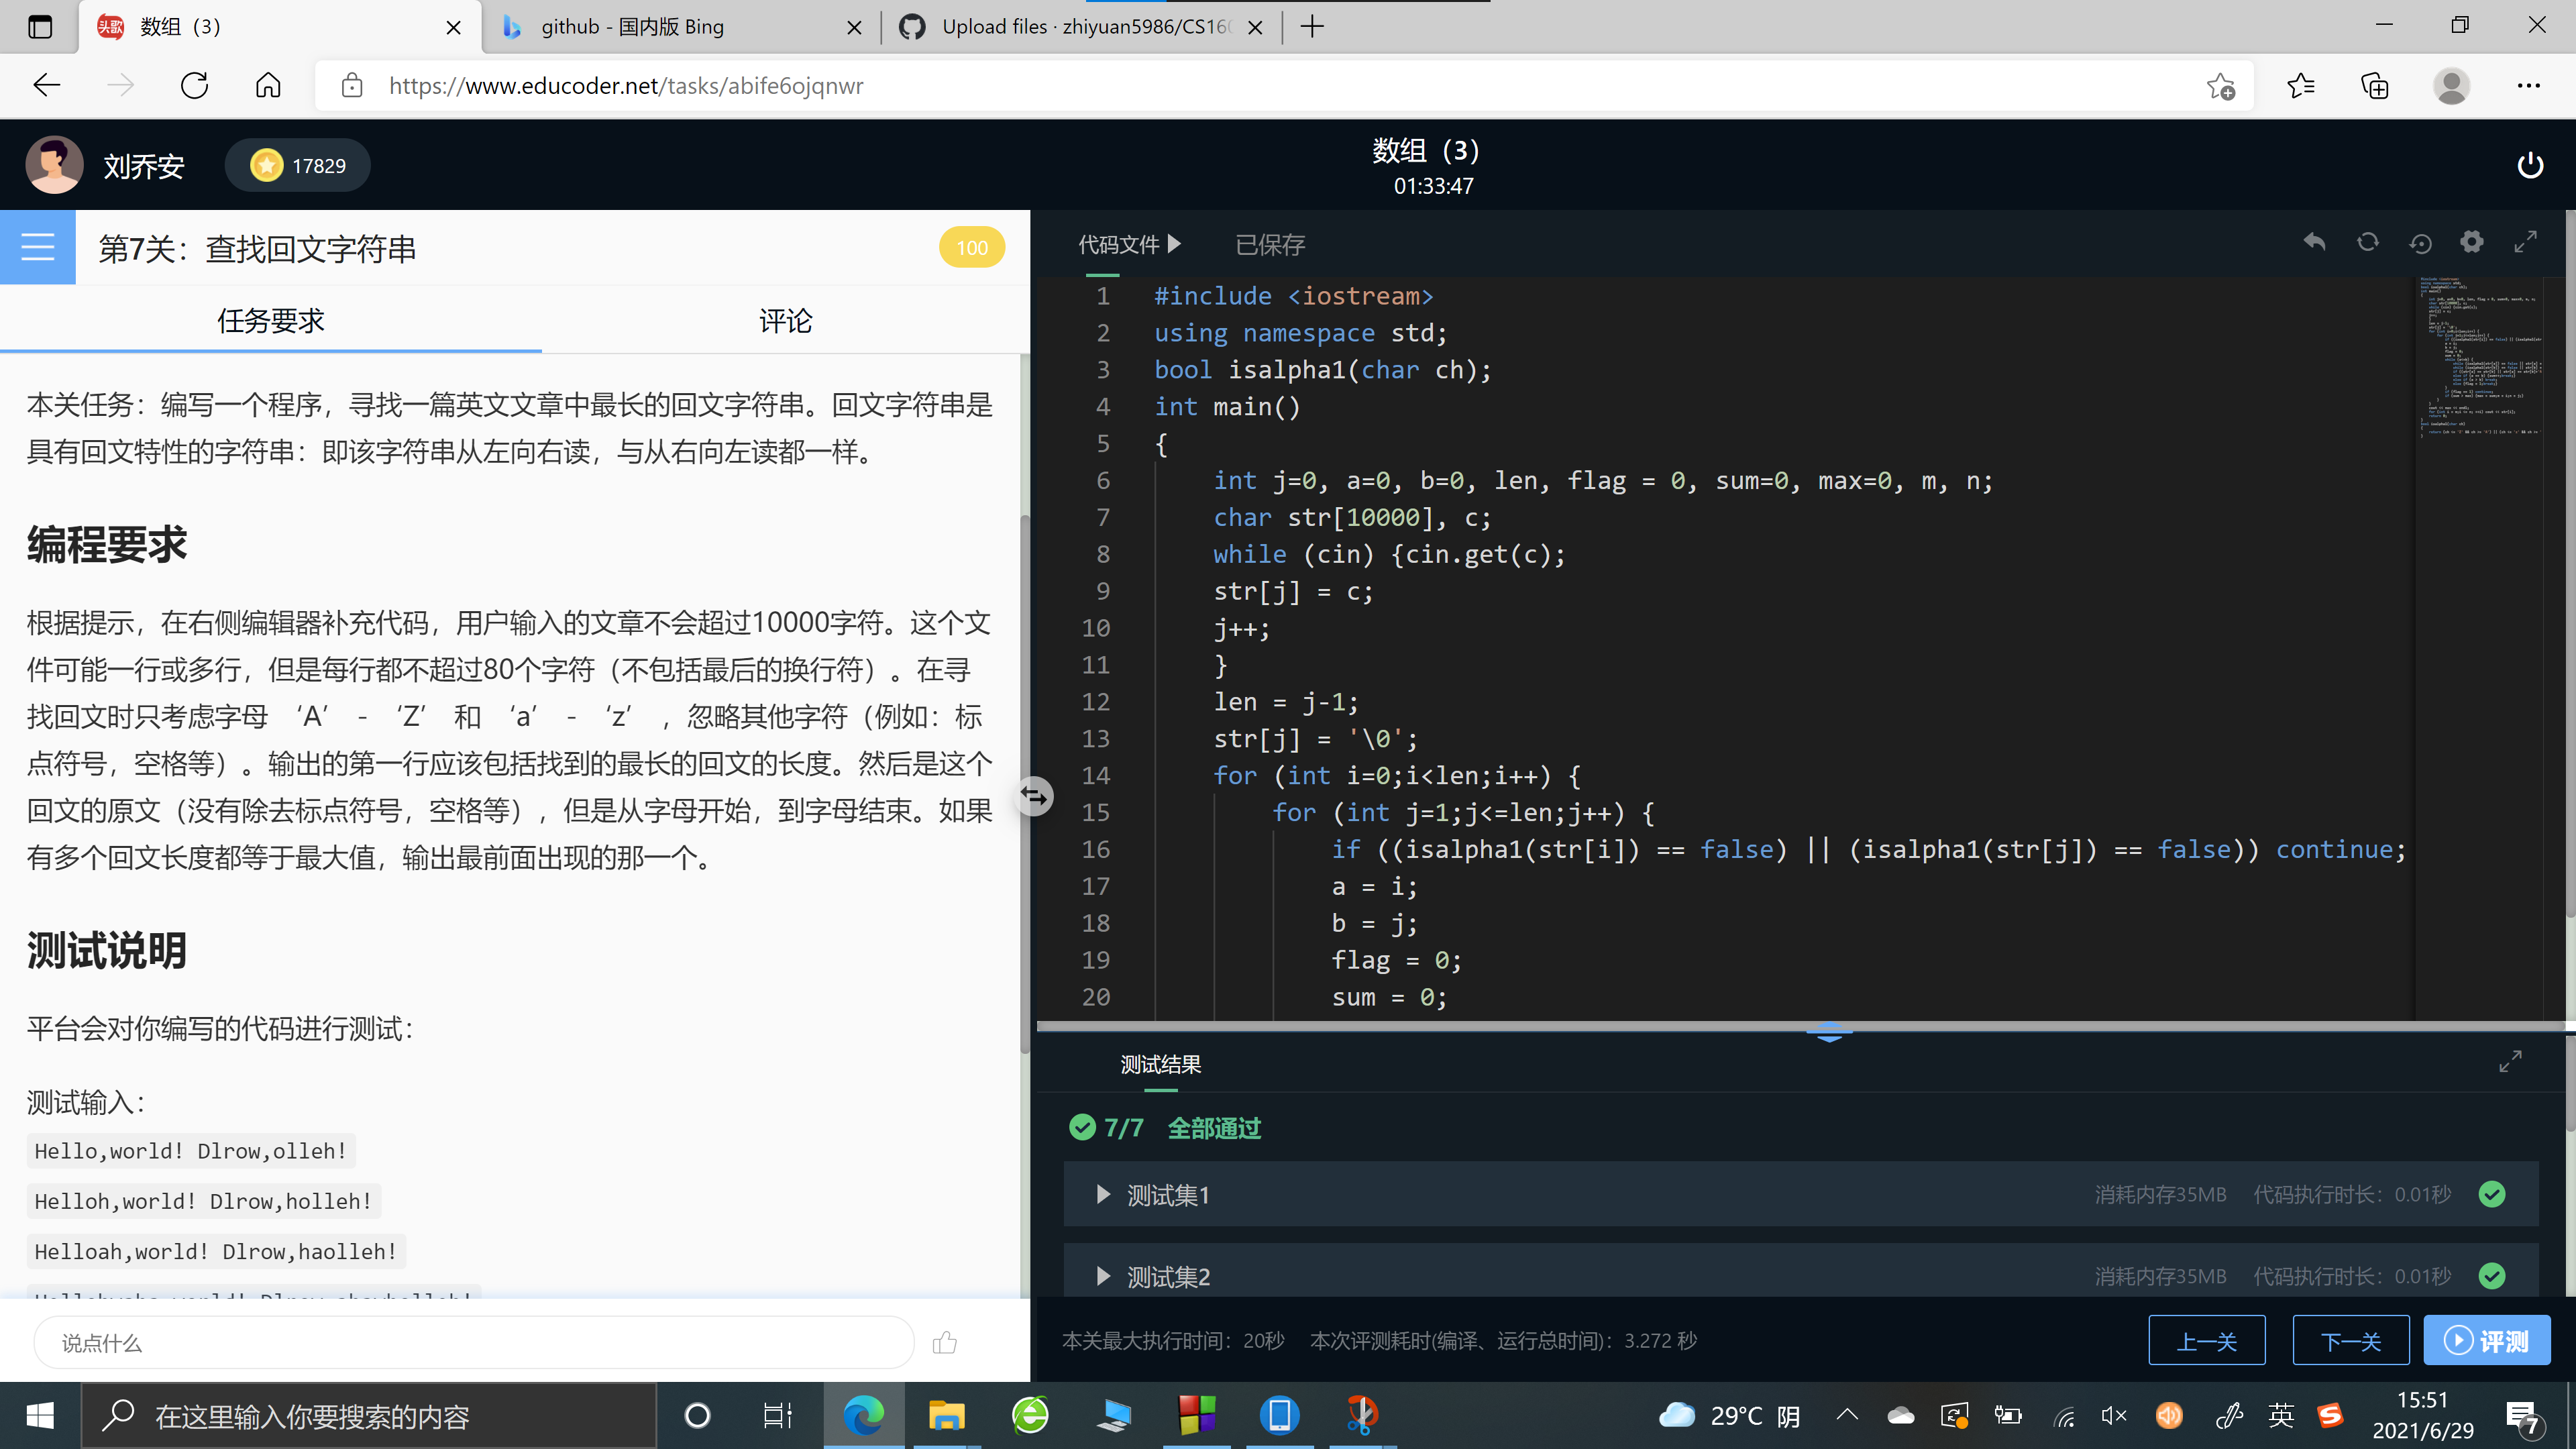 数组（3）
github - 国内版 Bing
Upload files · zhiyuan5986/CS160
https://www.educoder.net/tasks/abife6ojqnwr
刘乔安
17829
数组（3）
01:33:47
第7关：查找回文字符串
100
任务要求
评论
本关任务：编写一个程序，寻找一篇英文文章中最长的回文字符串。回文字符串是
具有回文特性的字符串：即该字符串从左向右读，与从右向左读都一样。
编程要求
根据提示，在右侧编辑器补充代码，用户输入的文章不会超过10000字符。这个文
件可能一行或多行，但是每行都不超过80个字符（不包括最后的换行符）。在寻
找回文时只考虑字母 ‘A’ - ‘Z’ 和 ‘a’ - ‘z’ ，忽略其他字符（例如：标
点符号，空格等）。输出的第一行应该包括找到的最长的回文的长度。然后是这个
回文的原文（没有除去标点符号，空格等），但是从字母开始，到字母结束。如果
有多个回文长度都等于最大值，输出最前面出现的那一个。
测试说明
平台会对你编写的代码进行测试：
测试输入：
Hello,world! Dlrow,olleh!
Helloh,world! Dlrow,holleh!
Helloah,world! Dlrow,haolleh!
说点什么
代码文件
已保存
1 #include <iostream>
2 using namespace std;
3 bool isalpha1(char ch);
4 int main()
5 {
6 int j=0, a=0, b=0, len, flag = 0, sum=0, max=0, m, n;
7 char str[10000], c;
8 while (cin) {cin.get(c);
9 str[j] = c;
10 j++;
11 }
12 len = j-1;
13 str[j] = '\0';
14 for (int i=0;i<len;i++) {
15 for (int j=1;j<=len;j++) {
16 if ((isalpha1(str[i]) == false) || (isalpha1(str[j]) == false)) continue;
17 a = i;
18 b = j;
19 flag = 0;
20 sum = 0;
测试结果
7/7 全部通过
测试集1
消耗内存35MB 代码执行时长：0.01秒
测试集2
消耗内存35MB 代码执行时长：0.01秒
本关最大执行时间：20秒 本次评测耗时(编译、运行总时间)：3.272 秒
上一关
下一关
评测
在这里输入你要搜索的内容
29°C 阴
英
15:51
2021/6/29
7